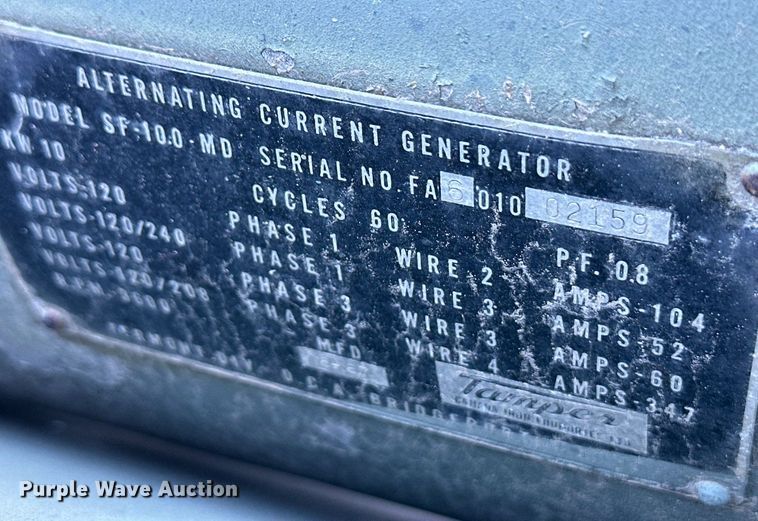 ALTERNATING CURRENT GENERATOR
MODEL SF-10.0-MD SERIAL NO. FA 6 010 02159
KW 10 CYCLES 60 P.F. 0.8
VOLTS-120 PHASE 1 WIRE 2 AMPS-104
VOLTS-120/240 PHASE 1 WIRE 3 AMPS-52
VOLTS-120 PHASE 3 WIRE 3 AMPS-60
VOLTS-120/208 PHASE 3 WIRE 4 AMPS-34.7
R.P.M. 3600 MFD
Tamper
Purple Wave Auction